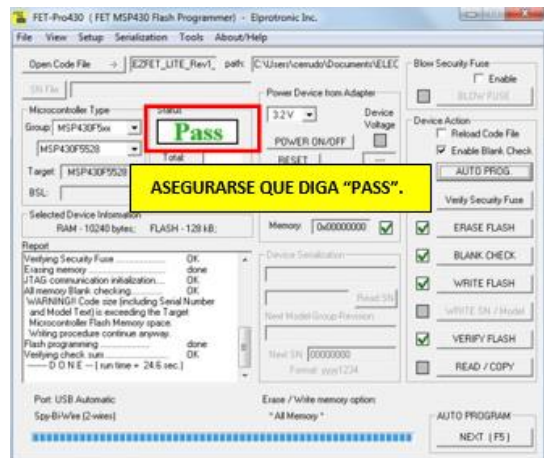 FET-Pro430 ( FET MSP430 Flash Programmer) - Elprotronic Inc.
File View Setup Serialization Tools About/Help
Open Code File -> EZFET_LITE_Rev1_ path: C:\Users\cerrudo\Documents\ELEC
SN File
Microcontroller Type
Group: MSP430F5xx
MSP430F5528
Target: MSP430F5528
BSL:
Status
Pass
Total:
Power Device from Adapter
3.2 V
Device
Voltage
POWER ON/OFF
RESET
---
ASEGURARSE QUE DIGA “PASS”.
Blow Security Fuse
Enable
BLOW FUSE
Device Action
Reload Code File
Enable Blank Check
AUTO PROG.
Verify Security Fuse
ERASE FLASH
BLANK CHECK
WRITE FLASH
WRITE SN / Model
VERIFY FLASH
READ / COPY
Selected Device Information
RAM - 10240 bytes; FLASH - 128 kB;
Memory 0x00000000
Report
Verifying Security Fuse .................. OK
Erasing memory ........................ done
JTAG communication initialization.... OK
All memory Blank checking............ OK
WARNING!! Code size (including Serial Number
and Model Text) is exceeding the Target
Microcontroller Flash Memory space.
Writing procedure continue anyway.
Flash programming ..................... done
Verifying check sum ................... OK
----- D O N E --- ( run time = 24.6 sec.)
Device Serialization
Read SN
Next Model-Group-Revision
Next SN 00000000
Format: yyyy1234
Port: USB Automatic
Spy-Bi-Wire (2-wires)
Erase / Write memory option:
" All Memory "
AUTO PROGRAM
NEXT (F5)